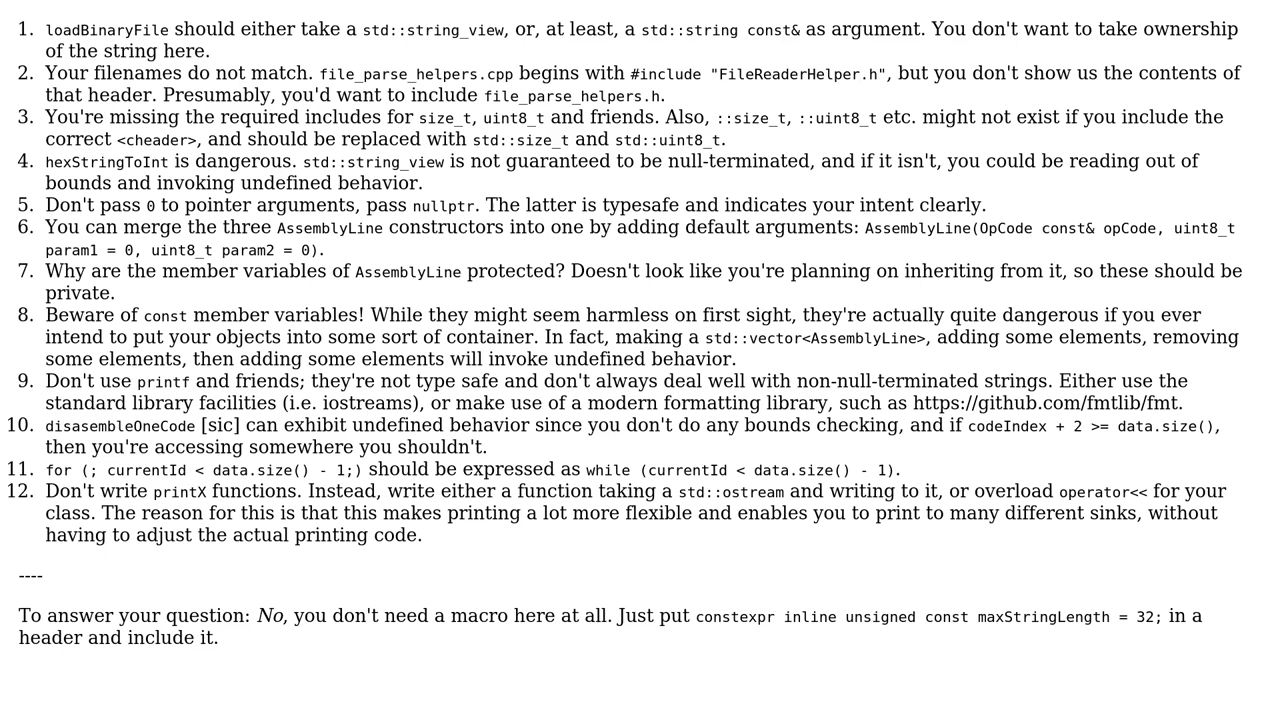 1. loadBinaryFile should either take a std::string_view, or, at least, a std::string const& as argument. You don't want to take ownership
of the string here.
2. Your filenames do not match. file_parse_helpers.cpp begins with #include "FileReaderHelper.h", but you don't show us the contents of
that header. Presumably, you'd want to include file_parse_helpers.h.
3. You're missing the required includes for size_t, uint8_t and friends. Also, ::size_t, ::uint8_t etc. might not exist if you include the
correct <cheader>, and should be replaced with std::size_t and std::uint8_t.
4. hexStringToInt is dangerous. std::string_view is not guaranteed to be null-terminated, and if it isn't, you could be reading out of
bounds and invoking undefined behavior.
5. Don't pass 0 to pointer arguments, pass nullptr. The latter is typesafe and indicates your intent clearly.
6. You can merge the three AssemblyLine constructors into one by adding default arguments: AssemblyLine(OpCode const& opCode, uint8_t
param1 = 0, uint8_t param2 = 0).
7. Why are the member variables of AssemblyLine protected? Doesn't look like you're planning on inheriting from it, so these should be
private.
8. Beware of const member variables! While they might seem harmless on first sight, they're actually quite dangerous if you ever
intend to put your objects into some sort of container. In fact, making a std::vector<AssemblyLine>, adding some elements, removing
some elements, then adding some elements will invoke undefined behavior.
9. Don't use printf and friends; they're not type safe and don't always deal well with non-null-terminated strings. Either use the
standard library facilities (i.e. iostreams), or make use of a modern formatting library, such as https://github.com/fmtlib/fmt.
10. disasembleOneCode [sic] can exhibit undefined behavior since you don't do any bounds checking, and if codeIndex + 2 >= data.size(),
then you're accessing somewhere you shouldn't.
11. for (; currentId < data.size() - 1;) should be expressed as while (currentId < data.size() - 1).
12. Don't write printX functions. Instead, write either a function taking a std::ostream and writing to it, or overload operator<< for your
class. The reason for this is that this makes printing a lot more flexible and enables you to print to many different sinks, without
having to adjust the actual printing code.
----
To answer your question: No, you don't need a macro here at all. Just put constexpr inline unsigned const maxStringLength = 32; in a
header and include it.